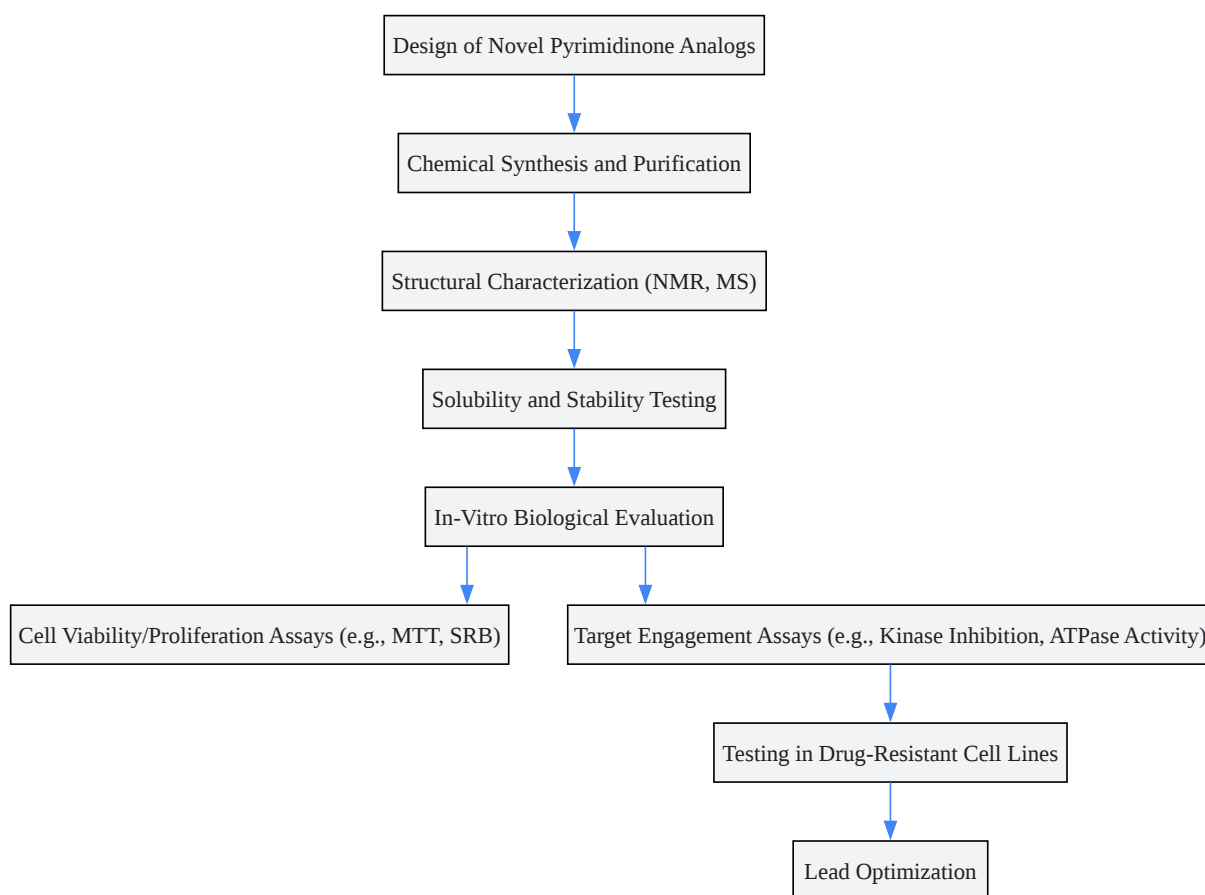 Design of Novel Pyrimidinone Analogs
Chemical Synthesis and Purification
Structural Characterization (NMR, MS)
Solubility and Stability Testing
In-Vitro Biological Evaluation
Cell Viability/Proliferation Assays (e.g., MTT, SRB)
Target Engagement Assays (e.g., Kinase Inhibition, ATPase Activity)
Testing in Drug-Resistant Cell Lines
Lead Optimization